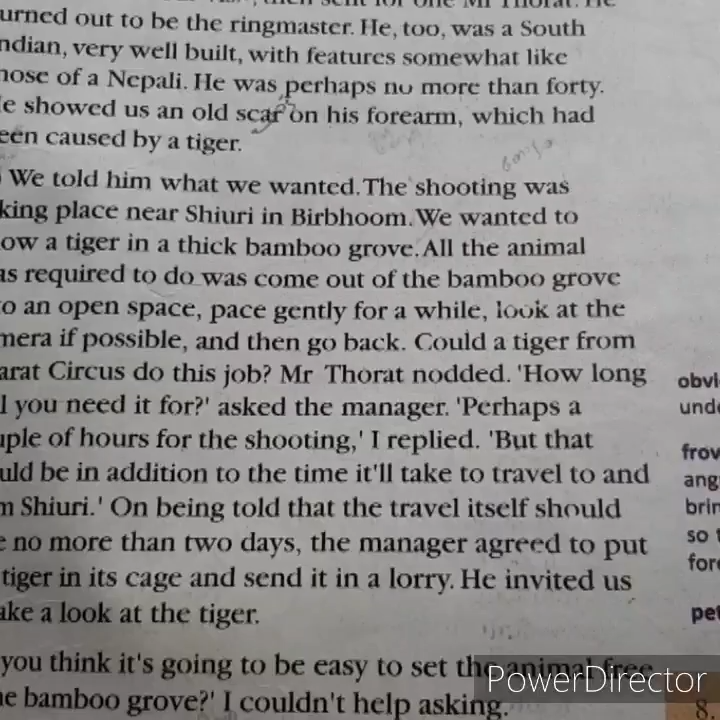 urned out to be the ringmaster. He, too, was a South
ndian, very well built, with features somewhat like
hose of a Nepali. He was perhaps no more than forty.
e showed us an old scar on his forearm, which had
een caused by a tiger.
We told him what we wanted. The shooting was
king place near Shiuri in Birbhoom. We wanted to
ow a tiger in a thick bamboo grove. All the animal
as required to do was come out of the bamboo grove
o an open space, pace gently for a while, look at the
mera if possible, and then go back. Could a tiger from
arat Circus do this job? Mr Thorat nodded. 'How long
l you need it for?' asked the manager. 'Perhaps a
uple of hours for the shooting,' I replied. 'But that
uld be in addition to the time it'll take to travel to and
m Shiuri.' On being told that the travel itself should
e no more than two days, the manager agreed to put
tiger in its cage and send it in a lorry. He invited us
ake a look at the tiger.
you think it's going to be easy to set the animal free
e bamboo grove?' I couldn't help asking.
obvi
unde
frow
ang
brin
so t
fore
pet
8.
PowerDirector